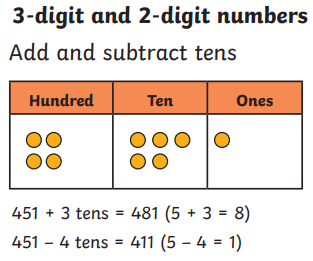 3-digit and 2-digit numbers
Add and subtract tens
Hundred Ten Ones
451 + 3 tens = 481 (5 + 3 = 8)
451 – 4 tens = 411 (5 – 4 = 1)